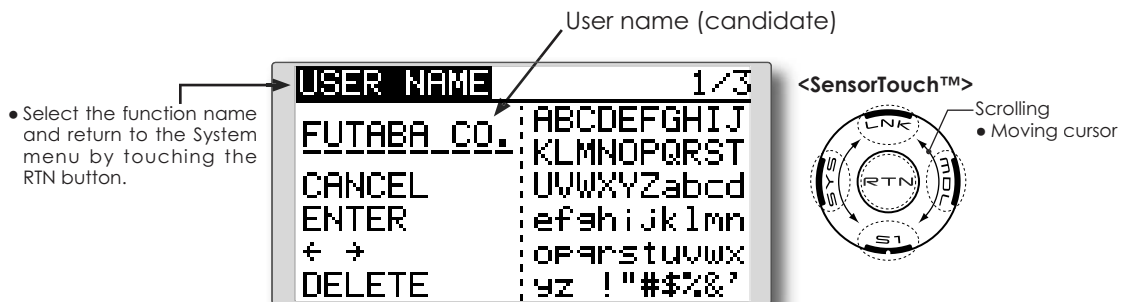 User name (candidate)
● Select the function name
and return to the System
menu by touching the
RTN button.
USER NAME 1/3
FUTABA CO.
CANCEL
ENTER
← →
DELETE
ABCDEFGHIJ
KLMNOPQRST
UVWXYZabcd
efghijklmn
opqrstuvwx
yz !"#$%&'
<SensorTouch™>
Scrolling
● Moving cursor
LNK
SYS
RTN
MDL
S1